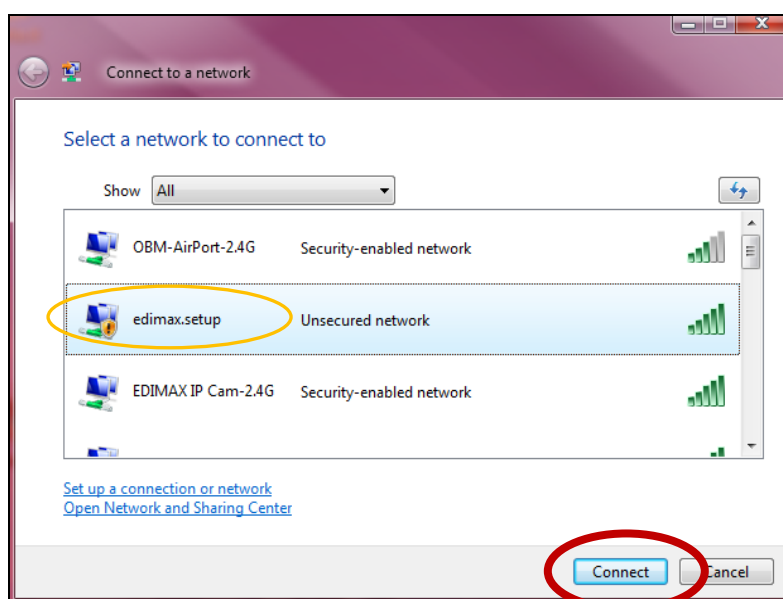 Connect to a network
Select a network to connect to
Show All
OBM-AirPort-2.4G Security-enabled network
edimax.setup Unsecured network
EDIMAX IP Cam-2.4G Security-enabled network
Set up a connection or network
Open Network and Sharing Center
Connect Cancel